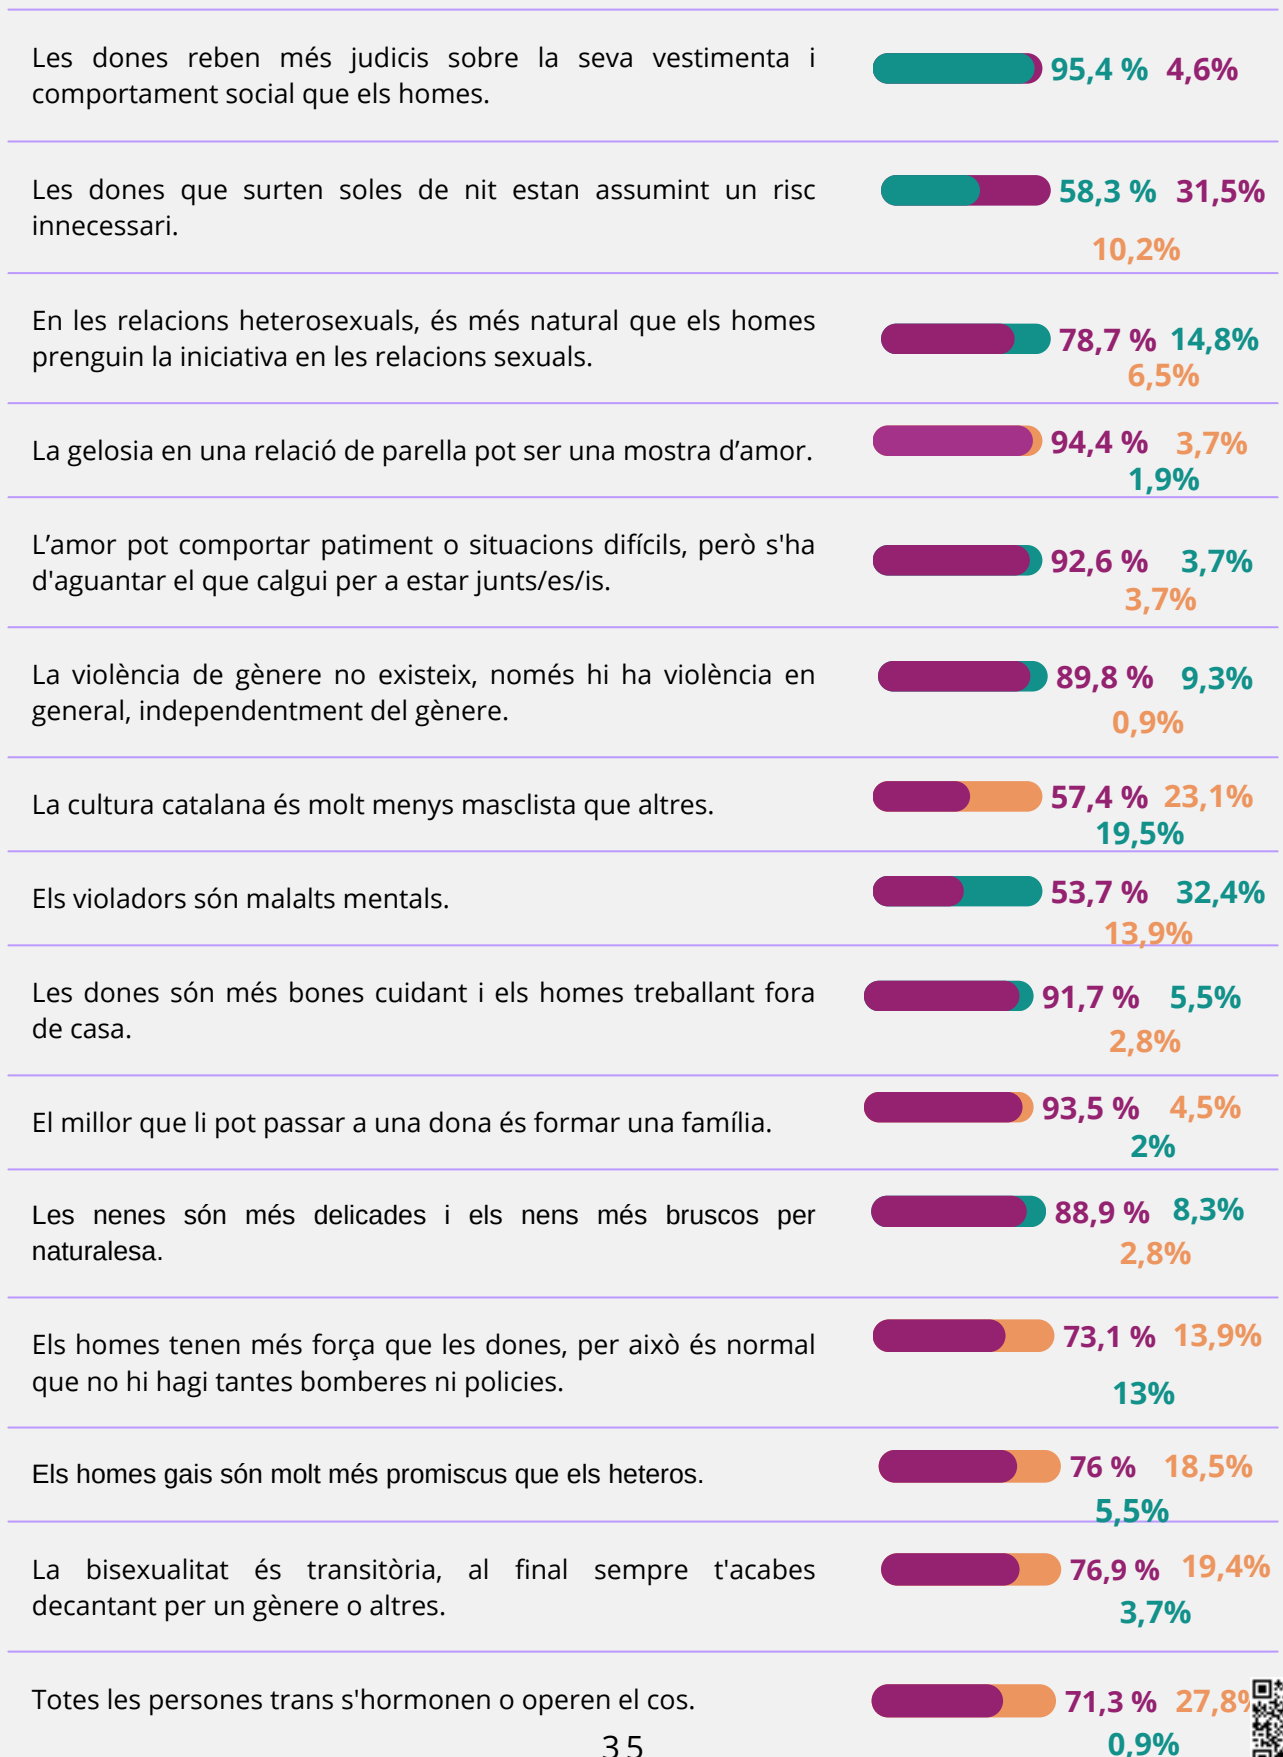 Les dones reben més judicis sobre la seva vestimenta i
comportament social que els homes.
95,4 % 4,6%
Les dones que surten soles de nit estan assumint un risc
innecessari.
58,3 % 31,5%
10,2%
En les relacions heterosexuals, és més natural que els homes
prenguin la iniciativa en les relacions sexuals.
78,7 % 14,8%
6,5%
La gelosia en una relació de parella pot ser una mostra d’amor.
94,4 % 3,7%
1,9%
L’amor pot comportar patiment o situacions difícils, però s'ha
d'aguantar el que calgui per a estar junts/es/is.
92,6 % 3,7%
3,7%
La violència de gènere no existeix, només hi ha violència en
general, independentment del gènere.
89,8 % 9,3%
0,9%
La cultura catalana és molt menys masclista que altres.
57,4 % 23,1%
19,5%
Els violadors són malalts mentals.
53,7 % 32,4%
13,9%
Les dones són més bones cuidant i els homes treballant fora
de casa.
91,7 % 5,5%
2,8%
El millor que li pot passar a una dona és formar una família.
93,5 % 4,5%
2%
Les nenes són més delicades i els nens més bruscos per
naturalesa.
88,9 % 8,3%
2,8%
Els homes tenen més força que les dones, per això és normal
que no hi hagi tantes bomberes ni policies.
73,1 % 13,9%
13%
Els homes gais són molt més promiscus que els heteros.
76 % 18,5%
5,5%
La bisexualitat és transitòria, al final sempre t'acabes
decantant per un gènere o altres.
76,9 % 19,4%
3,7%
Totes les persones trans s'hormonen o operen el cos.
71,3 % 27,8%
0,9%
35